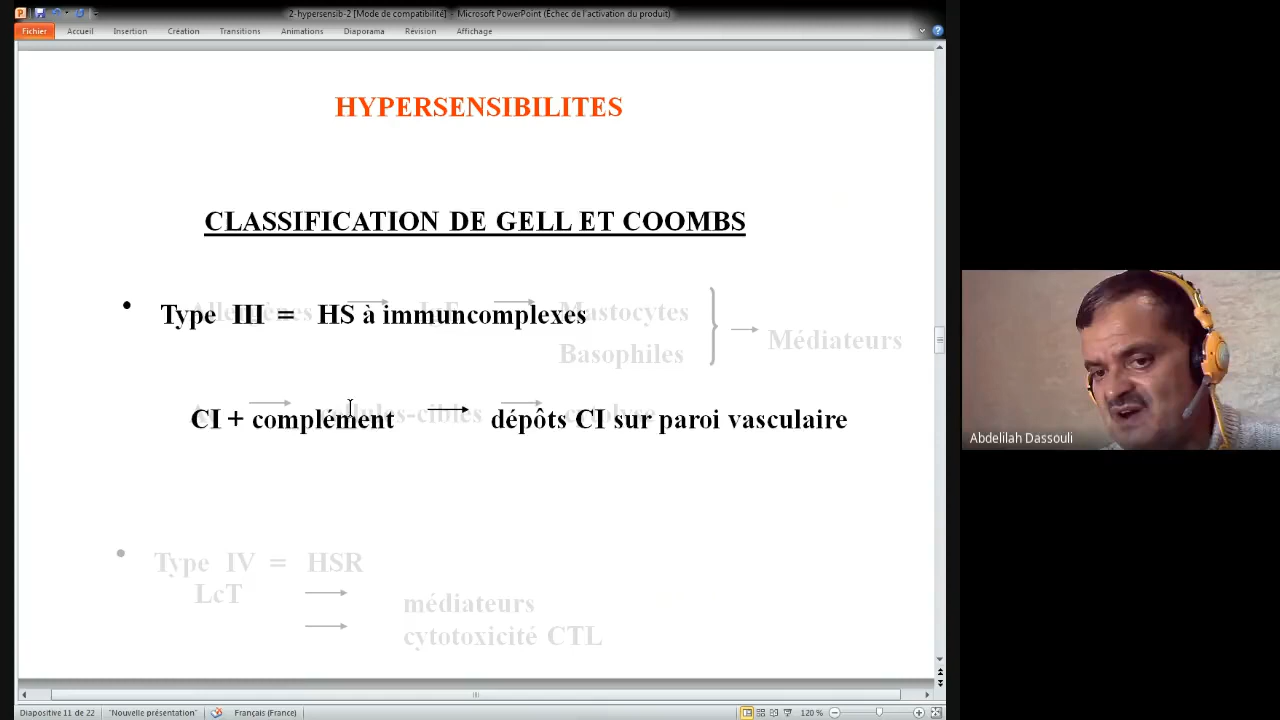 2-hypersensib-2 [Mode de compatibilité] - Microsoft PowerPoint (Échec de l'activation du produit)
Fichier Accueil Insertion Création Transitions Animations Diaporama Révision Affichage
HYPERSENSIBILITES
CLASSIFICATION DE GELL ET COOMBS
• Type III = HS à immuncomplexes
Mastocytes
Basophiles
Médiateurs
CI + complément → dépôts CI sur paroi vasculaire
cellules-cibles
• Type IV = HSR
LcT → médiateurs
→ cytotoxicité CTL
Abdelilah Dassouli
Diapositive 11 de 22 "Nouvelle présentation" Français (France) 120 %